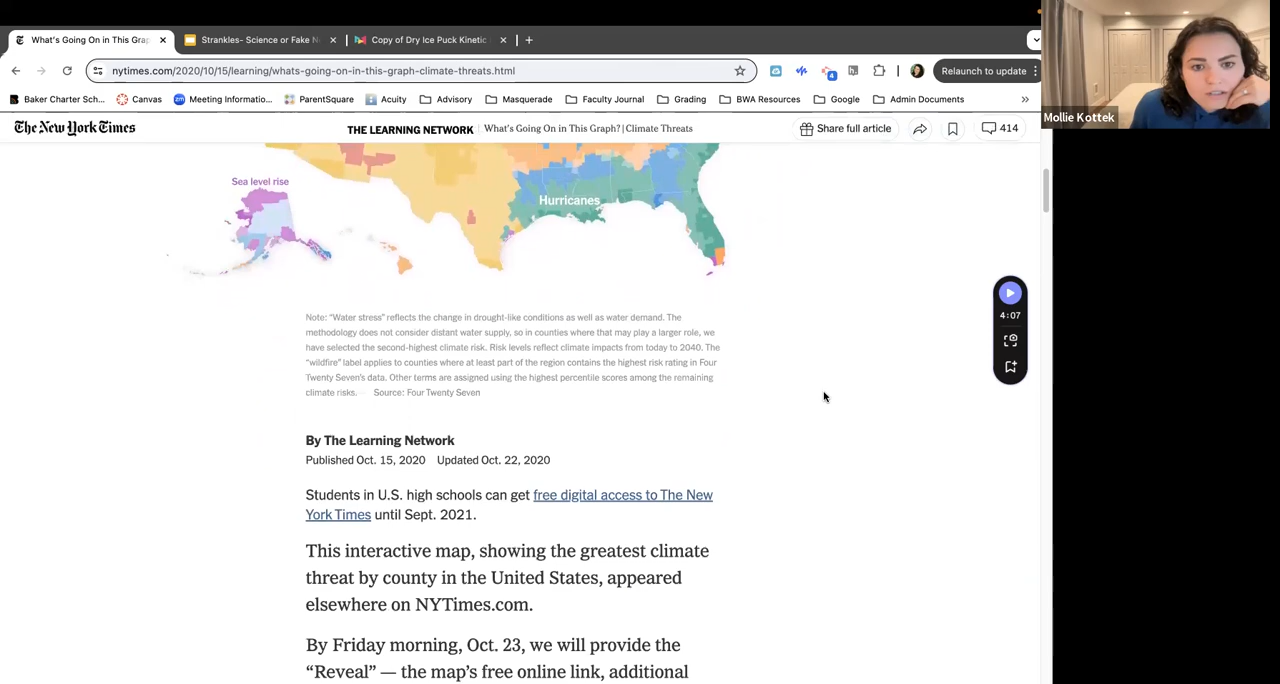 What's Going On in This Gra
Strankles- Science or Fake N
Copy of Dry Ice Puck Kinetic
nytimes.com/2020/10/15/learning/whats-going-on-in-this-graph-climate-threats.html
4
Relaunch to update
Baker Charter Sch...
Canvas
Meeting Informatio...
ParentSquare
Acuity
Advisory
Masquerade
Faculty Journal
Grading
BWA Resources
Google
Admin Documents
Mollie Kottek
The New York Times
THE LEARNING NETWORK
What's Going On in This Graph? | Climate Threats
Share full article
414
Sea level rise
Hurricanes
4:07
Note: “Water stress” reflects the change in drought-like conditions as well as water demand. The
methodology does not consider distant water supply, so in counties where that may play a larger role, we
have selected the second-highest climate risk. Risk levels reflect climate impacts from today to 2040. The
“wildfire” label applies to counties where at least part of the region contains the highest risk rating in Four
Twenty Seven's data. Other terms are assigned using the highest percentile scores among the remaining
climate risks. Source: Four Twenty Seven
By The Learning Network
Published Oct. 15, 2020 Updated Oct. 22, 2020
Students in U.S. high schools can get free digital access to The New
York Times until Sept. 2021.
This interactive map, showing the greatest climate
threat by county in the United States, appeared
elsewhere on NYTimes.com.
By Friday morning, Oct. 23, we will provide the
“Reveal” — the map's free online link, additional